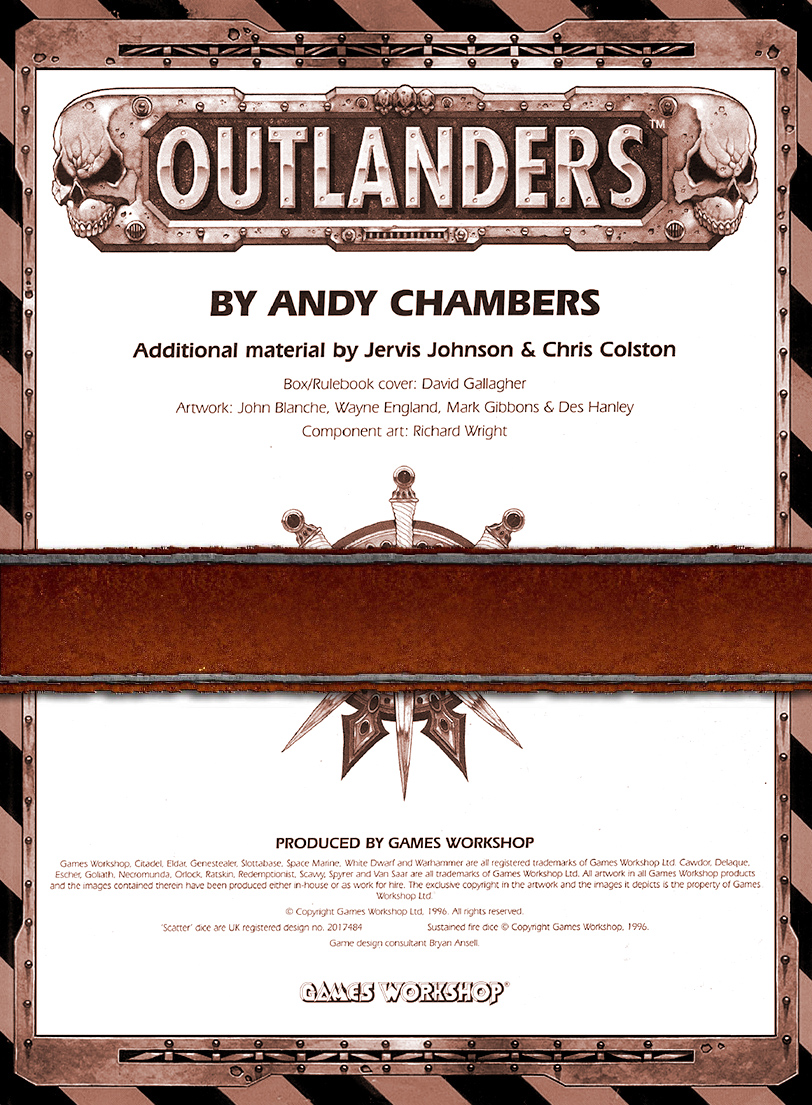 OUTLANDERS™
BY ANDY CHAMBERS
Additional material by Jervis Johnson & Chris Colston
Box/Rulebook cover: David Gallagher
Artwork: John Blanche, Wayne England, Mark Gibbons & Des Hanley
Component art: Richard Wright
PRODUCED BY GAMES WORKSHOP
Games Workshop, Citadel, Eldar, Genestealer, Slottabase, Space Marine, White Dwarf and Warhammer are all registered trademarks of Games Workshop Ltd. Cawdor, Delaque,
Escher, Goliath, Necromunda, Orlock, Ratskin, Redemptionist, Scavvy, Spyrer and Van Saar are all trademarks of Games Workshop Ltd. All artwork in all Games Workshop products
and the images contained therein have been produced either in-house or as work for hire. The exclusive copyright in the artwork and the images it depicts is the property of Games
Workshop Ltd.
© Copyright Games Workshop Ltd, 1996. All rights reserved.
'Scatter' dice are UK registered design no. 2017484 Sustained fire dice © Copyright Games Workshop, 1996.
Game design consultant Bryan Ansell.
GAMES WORKSHOP®